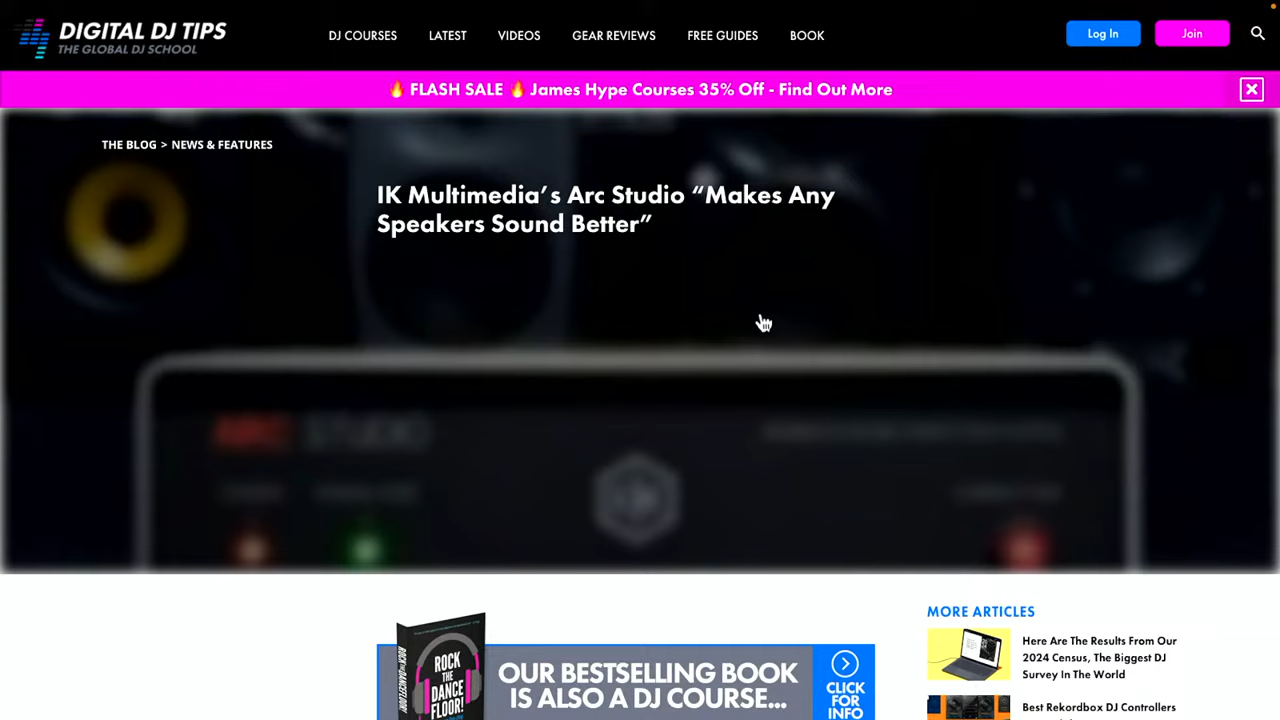 DIGITAL DJ TIPS
THE GLOBAL DJ SCHOOL
DJ COURSES
LATEST
VIDEOS
GEAR REVIEWS
FREE GUIDES
BOOK
Log In
Join
🔥 FLASH SALE 🔥 James Hype Courses 35% Off - Find Out More
THE BLOG > NEWS & FEATURES
IK Multimedia's Arc Studio “Makes Any
Speakers Sound Better”
ARC STUDIO
ROCK
THE
DANCE
FLOOR!
OUR BESTSELLING BOOK
IS ALSO A DJ COURSE...
CLICK
FOR
INFO
MORE ARTICLES
Here Are The Results From Our
2024 Census, The Biggest DJ
Survey In The World
Best Rekordbox DJ Controllers